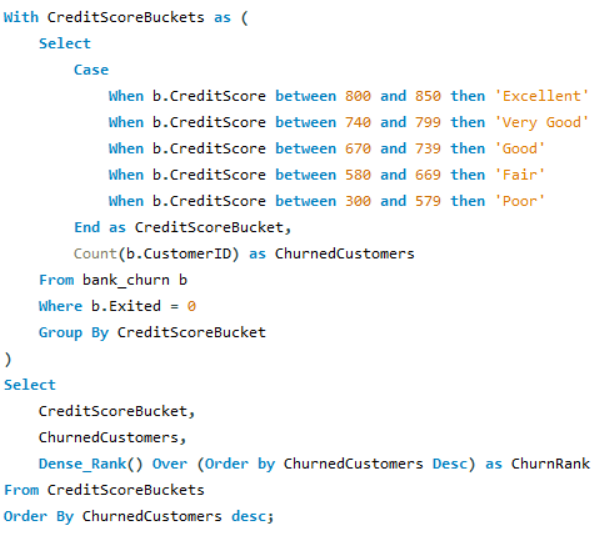 With CreditScoreBuckets as (
    Select
        Case
            When b.CreditScore between 800 and 850 then 'Excellent'
            When b.CreditScore between 740 and 799 then 'Very Good'
            When b.CreditScore between 670 and 739 then 'Good'
            When b.CreditScore between 580 and 669 then 'Fair'
            When b.CreditScore between 300 and 579 then 'Poor'
        End as CreditScoreBucket,
        Count(b.CustomerID) as ChurnedCustomers
    From bank_churn b
    Where b.Exited = 0
    Group By CreditScoreBucket
)
Select
    CreditScoreBucket,
    ChurnedCustomers,
    Dense_Rank() Over (Order by ChurnedCustomers Desc) as ChurnRank
From CreditScoreBuckets
Order By ChurnedCustomers desc;